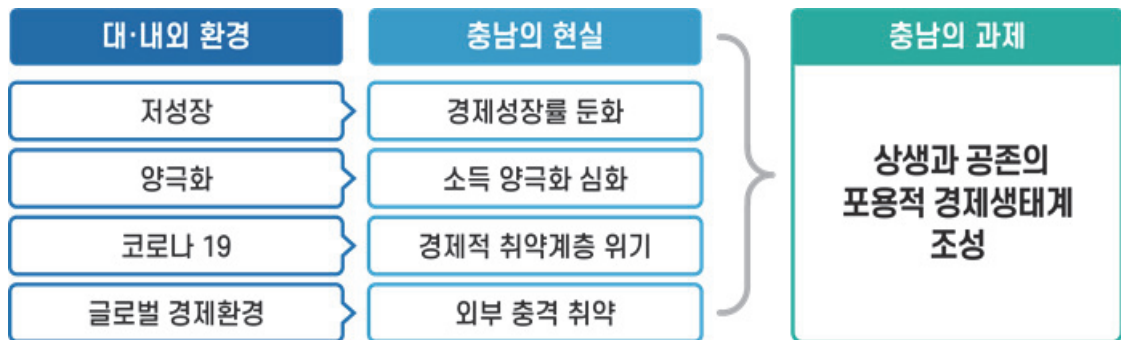 대·내외 환경
충남의 현실
충남의 과제
저성장
경제성장률 둔화
양극화
소득 양극화 심화
코로나 19
경제적 취약계층 위기
글로벌 경제환경
외부 충격 취약
상생과 공존의
포용적 경제생태계
조성